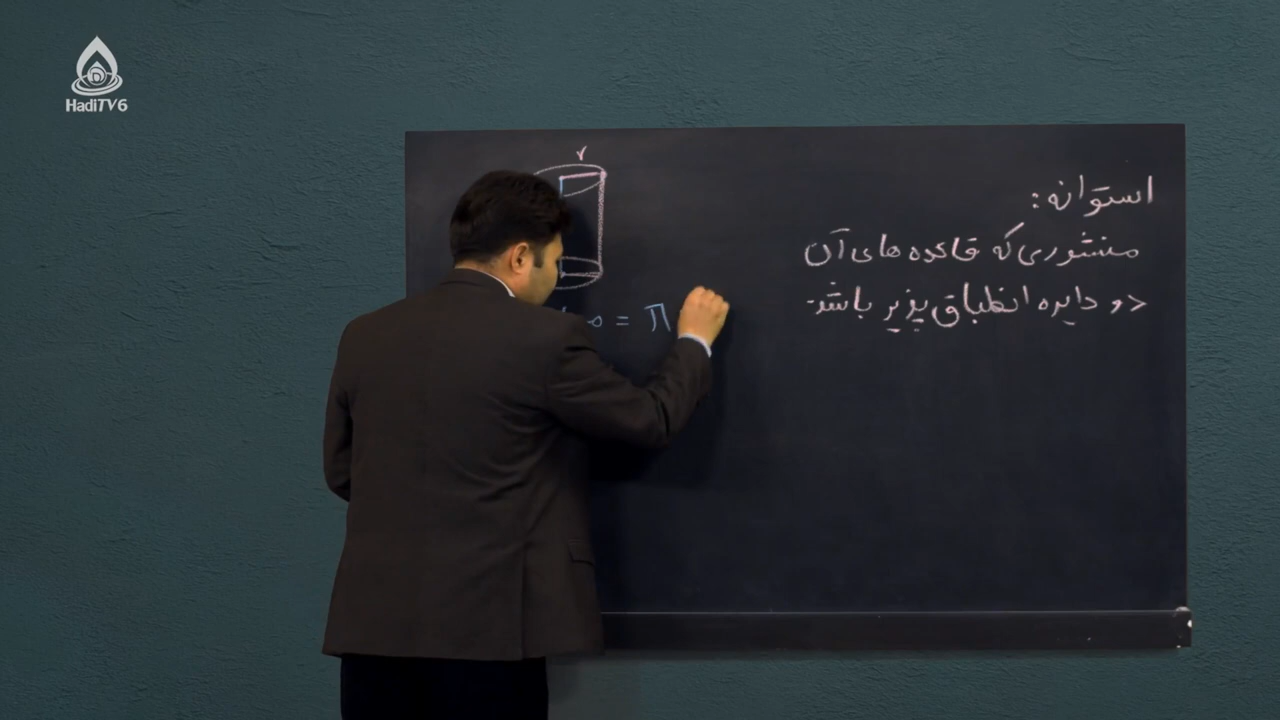 HadiTV6
r
استوانه:
منشوری که قاعده های آن
دو دایره انطباق پذیر باشد.
= π